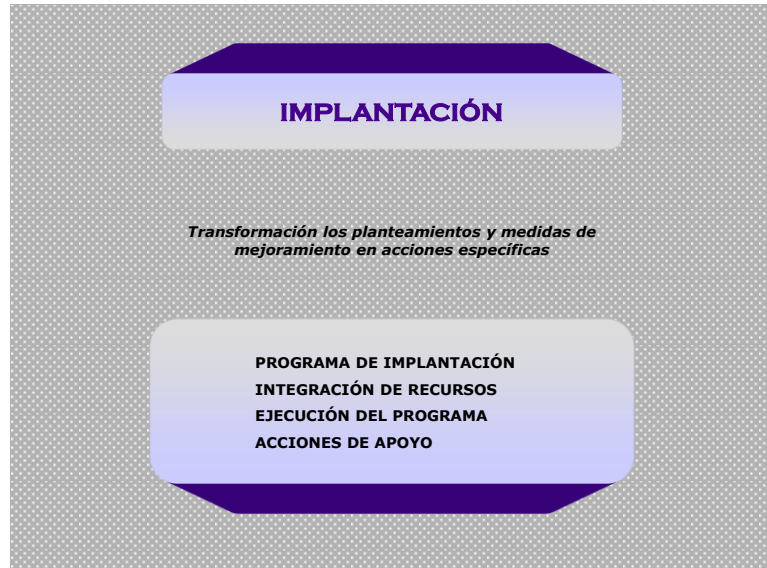 IMPLANTACIÓN
Transformación los planteamientos y medidas de
mejoramiento en acciones específicas
PROGRAMA DE IMPLANTACIÓN
INTEGRACIÓN DE RECURSOS
EJECUCIÓN DEL PROGRAMA
ACCIONES DE APOYO